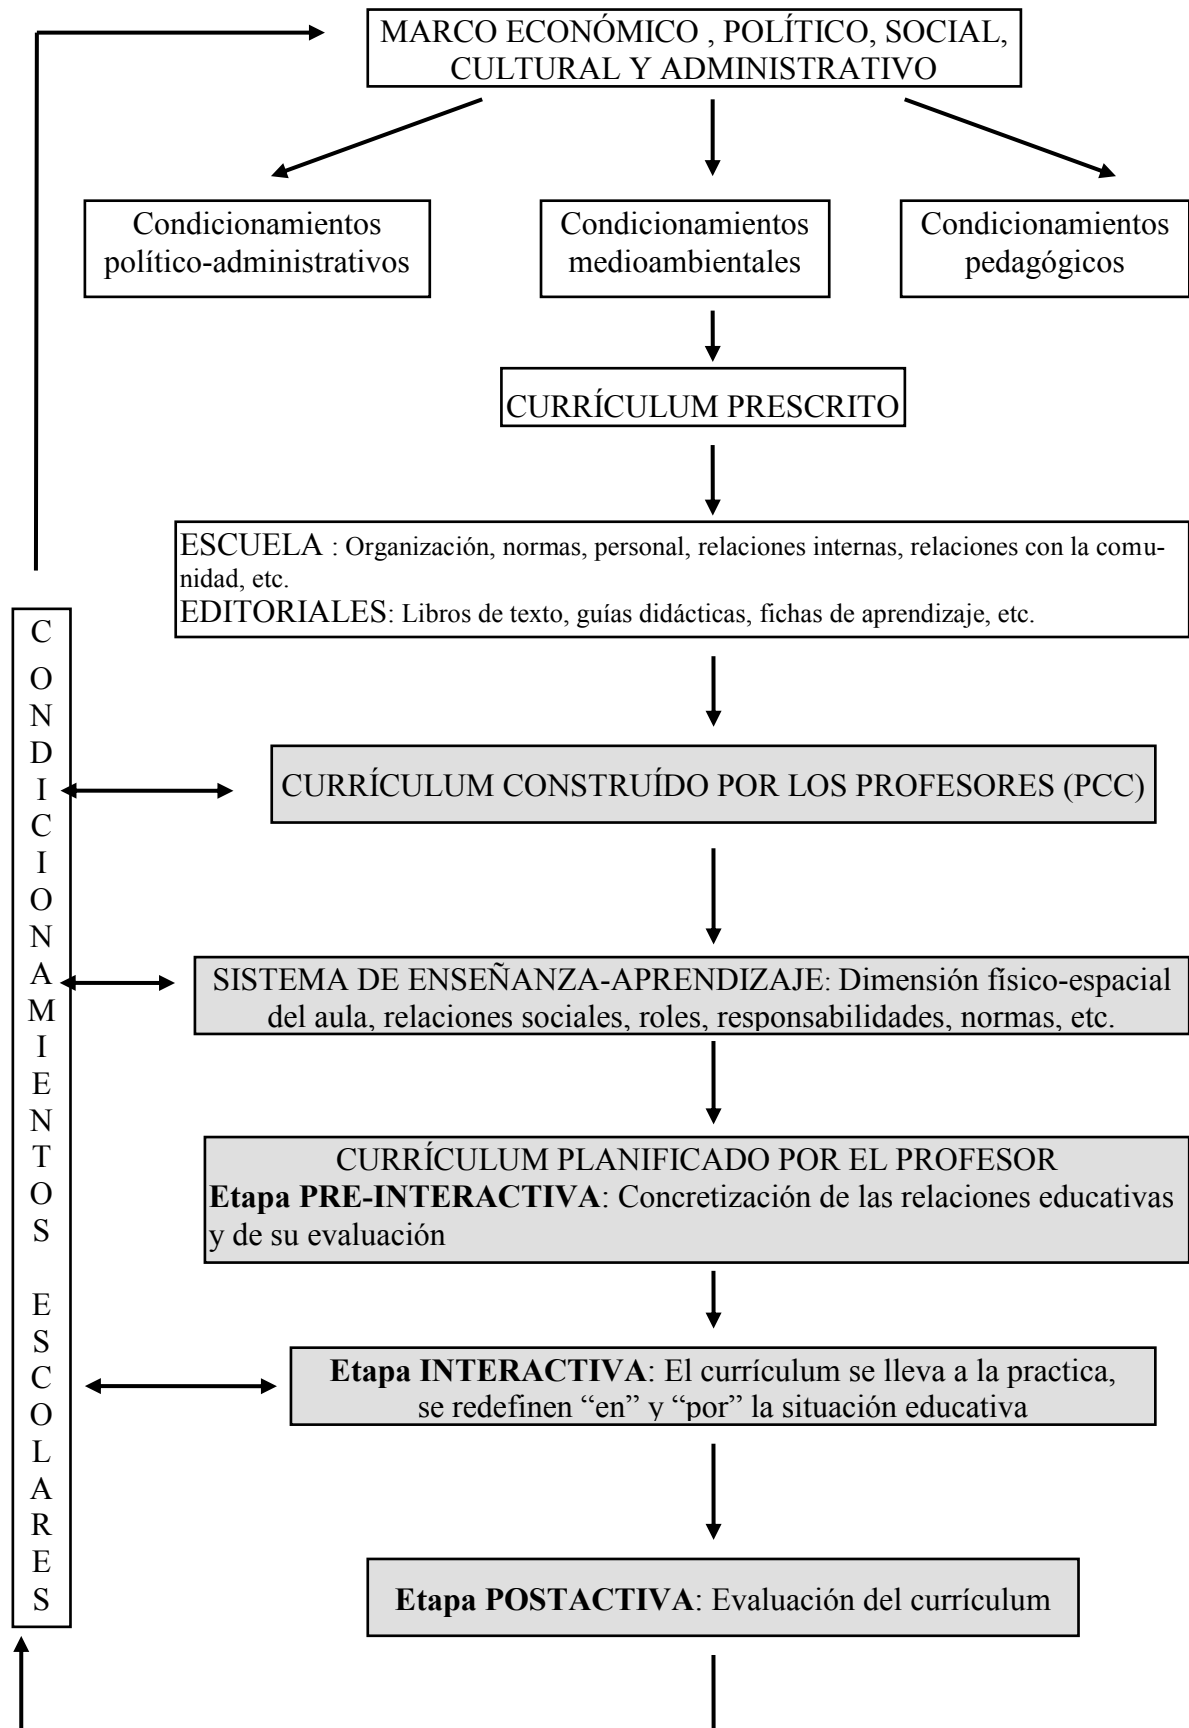 MARCO ECONÓMICO , POLÍTICO, SOCIAL,
CULTURAL Y ADMINISTRATIVO
Condicionamientos
político-administrativos
Condicionamientos
medioambientales
Condicionamientos
pedagógicos
CURRÍCULUM PRESCRITO
ESCUELA : Organización, normas, personal, relaciones internas, relaciones con la comu-
nidad, etc.
EDITORIALES: Libros de texto, guías didácticas, fichas de aprendizaje, etc.
CONDICIONAMIENTOS ESCOLARES
CURRÍCULUM CONSTRUÍDO POR LOS PROFESORES (PCC)
SISTEMA DE ENSEÑANZA-APRENDIZAJE: Dimensión físico-espacial
del aula, relaciones sociales, roles, responsabilidades, normas, etc.
CURRÍCULUM PLANIFICADO POR EL PROFESOR
Etapa PRE-INTERACTIVA: Concretización de las relaciones educativas
y de su evaluación
Etapa INTERACTIVA: El currículum se lleva a la practica,
se redefinen “en” y “por” la situación educativa
Etapa POSTACTIVA: Evaluación del currículum